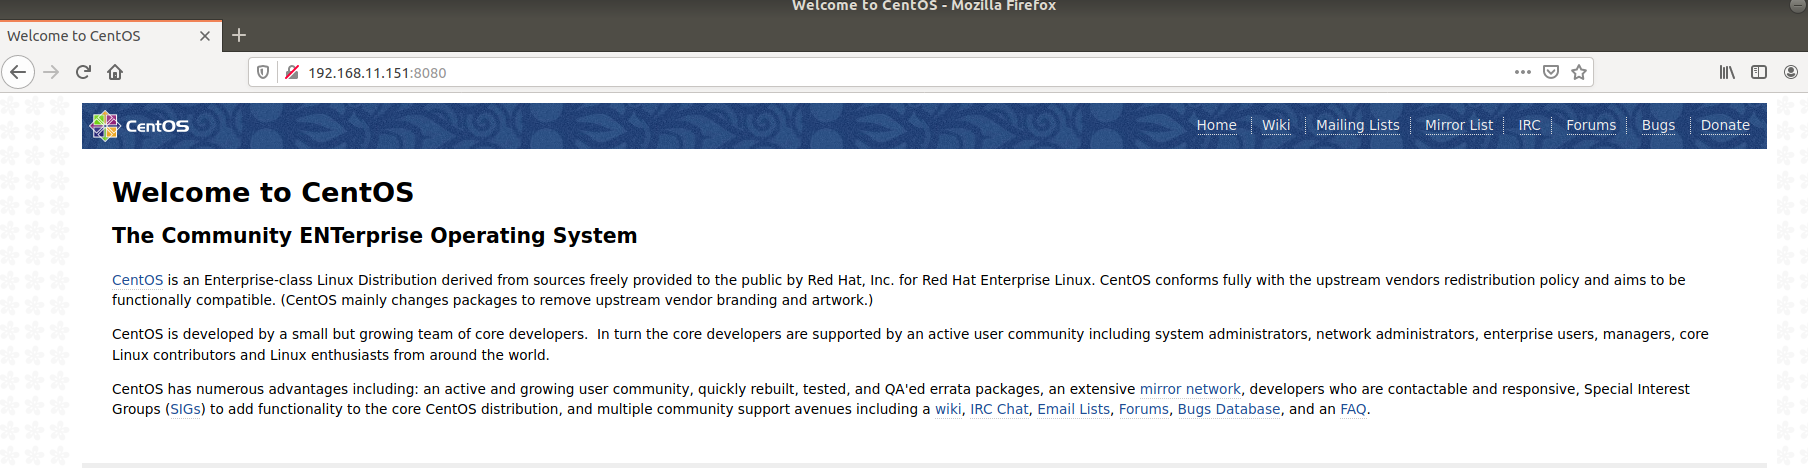 Welcome to CentOS - Mozilla Firefox
Welcome to CentOS
192.168.11.151:8080
CentOS
Home Wiki Mailing Lists Mirror List IRC Forums Bugs Donate
Welcome to CentOS
The Community ENTerprise Operating System
CentOS is an Enterprise-class Linux Distribution derived from sources freely provided to the public by Red Hat, Inc. for Red Hat Enterprise Linux. CentOS conforms fully with the upstream vendors redistribution policy and aims to be
functionally compatible. (CentOS mainly changes packages to remove upstream vendor branding and artwork.)
CentOS is developed by a small but growing team of core developers.  In turn the core developers are supported by an active user community including system administrators, network administrators, enterprise users, managers, core
Linux contributors and Linux enthusiasts from around the world.
CentOS has numerous advantages including: an active and growing user community, quickly rebuilt, tested, and QA'ed errata packages, an extensive mirror network, developers who are contactable and responsive, Special Interest
Groups (SIGs) to add functionality to the core CentOS distribution, and multiple community support avenues including a wiki, IRC Chat, Email Lists, Forums, Bugs Database, and an FAQ.